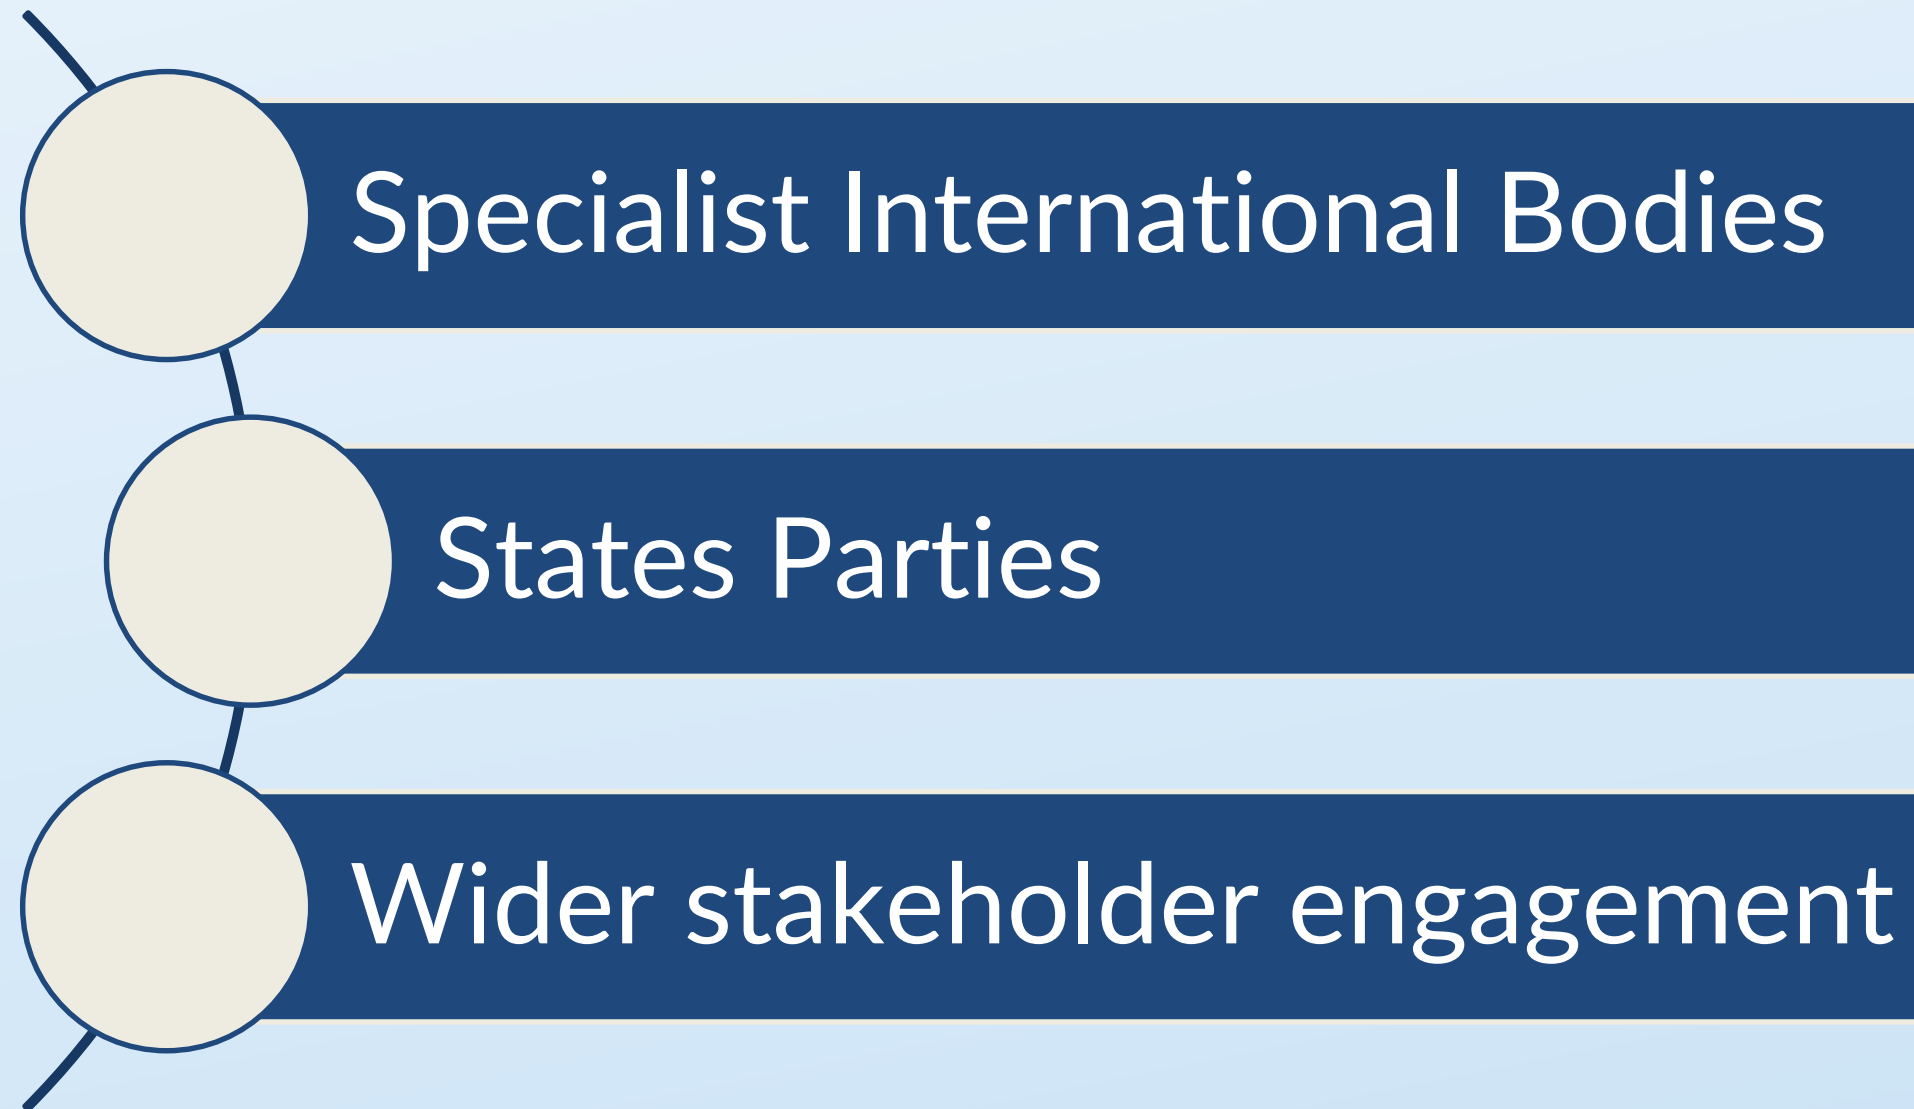 Specialist International Bodies
States Parties
Wider stakeholder engagement